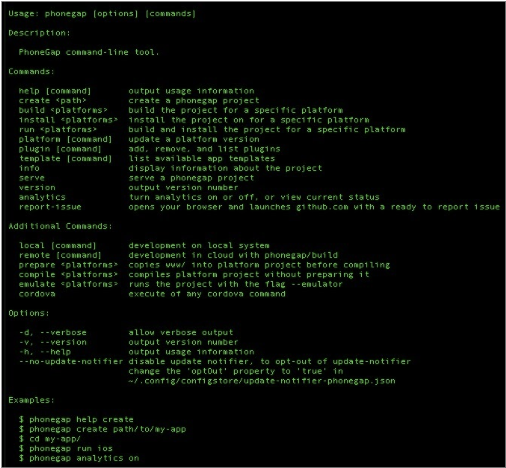 Usage: phonegap [options] [commands]
Description:
PhoneGap command-line tool.
Commands:
help [command] output usage information
create <path> create a phonegap project
build <platforms> build the project for a specific platform
install <platforms> install the project on for a specific platform
run <platforms> build and install the project for a specific platform
platform [command] update a platform version
plugin [command] add, remove, and list plugins
template [command] list available app templates
info display information about the project
serve serve a phonegap project
version output version number
analytics turn analytics on or off, or view current status
report-issue opens your browser and launches github.com with a ready to report issue
Additional Commands:
local [command] development on local system
remote [command] development in cloud with phonegap/build
prepare <platforms> copies www/ into platform project before compiling
compile <platforms> compiles platform project without preparing it
emulate <platforms> runs the project with the flag --emulator
cordova execute of any cordova command
Options:
-d, --verbose allow verbose output
-v, --version output version number
-h, --help output usage information
--no-update-notifier disable update notifier, to opt-out of update-notifier
change the 'optOut' property to 'true' in
~/.config/configstore/update-notifier-phonegap.json
Examples:
$ phonegap help create
$ phonegap create path/to/my-app
$ cd my-app/
$ phonegap run ios
$ phonegap analytics on